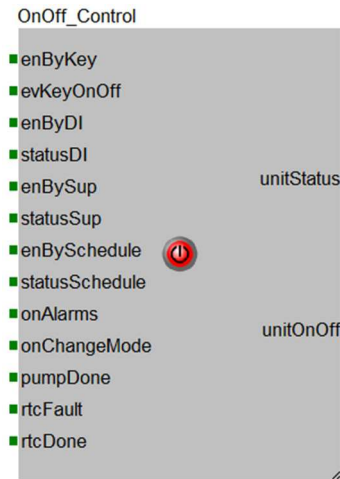 OnOff_Control
enByKey
evKeyOnOff
enByDI
statusDI
enBySup
statusSup
enBySchedule
statusSchedule
onAlarms
onChangeMode
pumpDone
rtcFault
rtcDone
unitStatus
unitOnOff